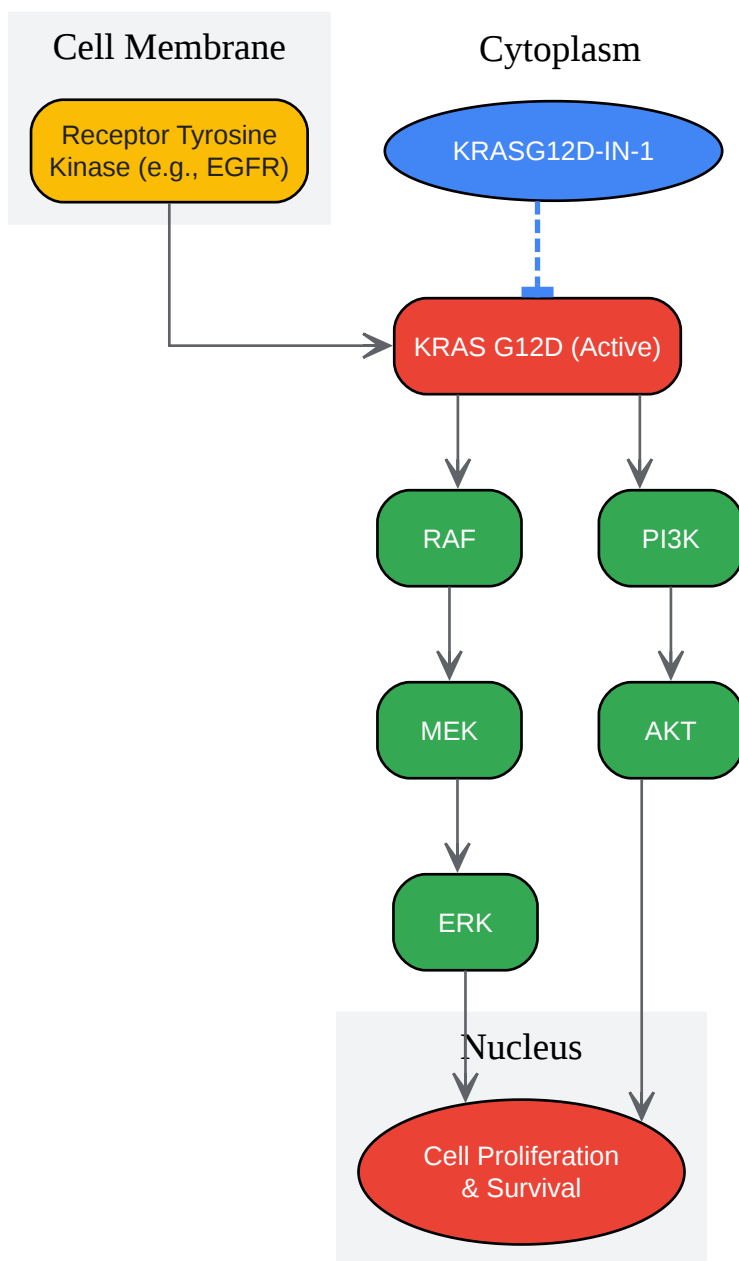 Cell Membrane
Cytoplasm
Receptor Tyrosine
Kinase (e.g., EGFR)
KRASG12D-IN-1
KRAS G12D (Active)
RAF
PI3K
MEK
AKT
ERK
Nucleus
Cell Proliferation
& Survival